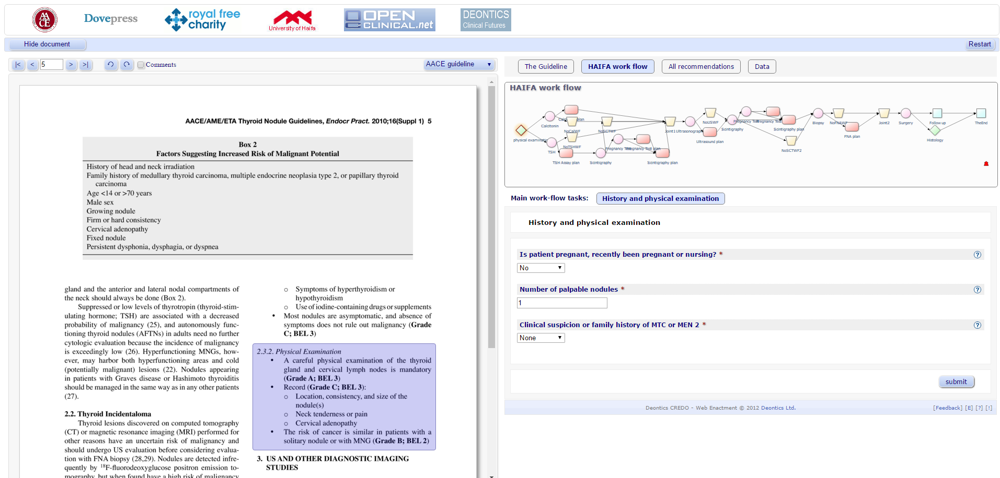 AACE
Dovepress
royal free
charity
University of Haifa
OPEN
CLINICAL.net
DEONTICS
Clinical Futures
Hide document
Restart
|<
<
5
>
>|
Comments
AACE guideline
AACE/AME/ETA Thyroid Nodule Guidelines, Endocr Pract. 2010;16(Suppl 1) 5
Box 2
Factors Suggesting Increased Risk of Malignant Potential
History of head and neck irradiation
Family history of medullary thyroid carcinoma, multiple endocrine neoplasia type 2, or papillary thyroid
carcinoma
Age <14 or >70 years
Male sex
Growing nodule
Firm or hard consistency
Cervical adenopathy
Fixed nodule
Persistent dysphonia, dysphagia, or dyspnea
gland and the anterior and lateral nodal compartments of
the neck should always be done (Box 2).
Suppressed or low levels of thyrotropin (thyroid-stim-
ulating hormone; TSH) are associated with a decreased
probability of malignancy (25), and autonomously func-
tioning thyroid nodules (AFTNs) in adults need no further
cytologic evaluation because the incidence of malignancy
is exceedingly low (26). Hyperfunctioning MNGs, how-
ever, may harbor both hyperfunctioning areas and cold
(potentially malignant) lesions (22). Nodules appearing
in patients with Graves disease or Hashimoto thyroiditis
should be managed in the same way as in any other patients
(27).
2.2. Thyroid Incidentaloma
Thyroid lesions discovered on computed tomography
(CT) or magnetic resonance imaging (MRI) performed for
other reasons have an uncertain risk of malignancy and
should undergo US evaluation before considering evalua-
tion with FNA biopsy (28,29). Nodules are detected infre-
quently by 18F-fluorodeoxyglucose positron emission to-
mography, but when found have a high risk of malignancy
○ Symptoms of hyperthyroidism or
hypothyroidism
○ Use of iodine-containing drugs or supplements
• Most nodules are asymptomatic, and absence of
symptoms does not rule out malignancy (Grade
C; BEL 3)
2.3.2. Physical Examination
• A careful physical examination of the thyroid
gland and cervical lymph nodes is mandatory
(Grade A; BEL 3)
• Record (Grade C; BEL 3):
○ Location, consistency, and size of the
nodule(s)
○ Neck tenderness or pain
○ Cervical adenopathy
• The risk of cancer is similar in patients with a
solitary nodule or with MNG (Grade B; BEL 2)
3. US AND OTHER DIAGNOSTIC IMAGING
STUDIES
The Guideline
HAIFA work flow
All recommendations
Data
HAIFA work flow
Calcitonin
NoCalWF
NoSCTWF
physical examinatio
TSH
NoTSHWF
TSH Assay plan
Scintigraphy
Pregnancy Test plan
Scintigraphy plan
Joint1
Ultrasonograp
NoUSWF
Ultrasound plan
Scintigraphy
Pregnancy Test
Scintigraphy plan
NoSCTWF2
Biopsy
NoFNAWF
FNA plan
Joint2
Surgery
Follow up
Histology
TheEnd
Main work-flow tasks:
History and physical examination
History and physical examination
Is patient pregnant, recently been pregnant or nursing? *
?
No
Number of palpable nodules *
?
1
Clinical suspicion or family history of MTC or MEN 2 *
?
None
submit
Deontics CREDO - Web Enactment © 2012 Deontics Ltd.
[Feedback] [E] [?] [!]